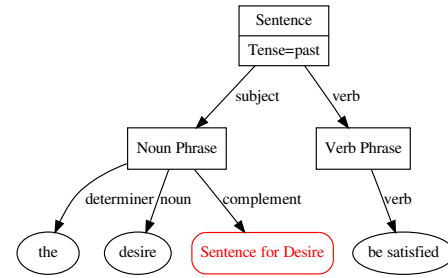 Sentence
Tense=past
subject
verb
Noun Phrase
Verb Phrase
determiner
noun
complement
verb
the
desire
Sentence for Desire
be satisfied